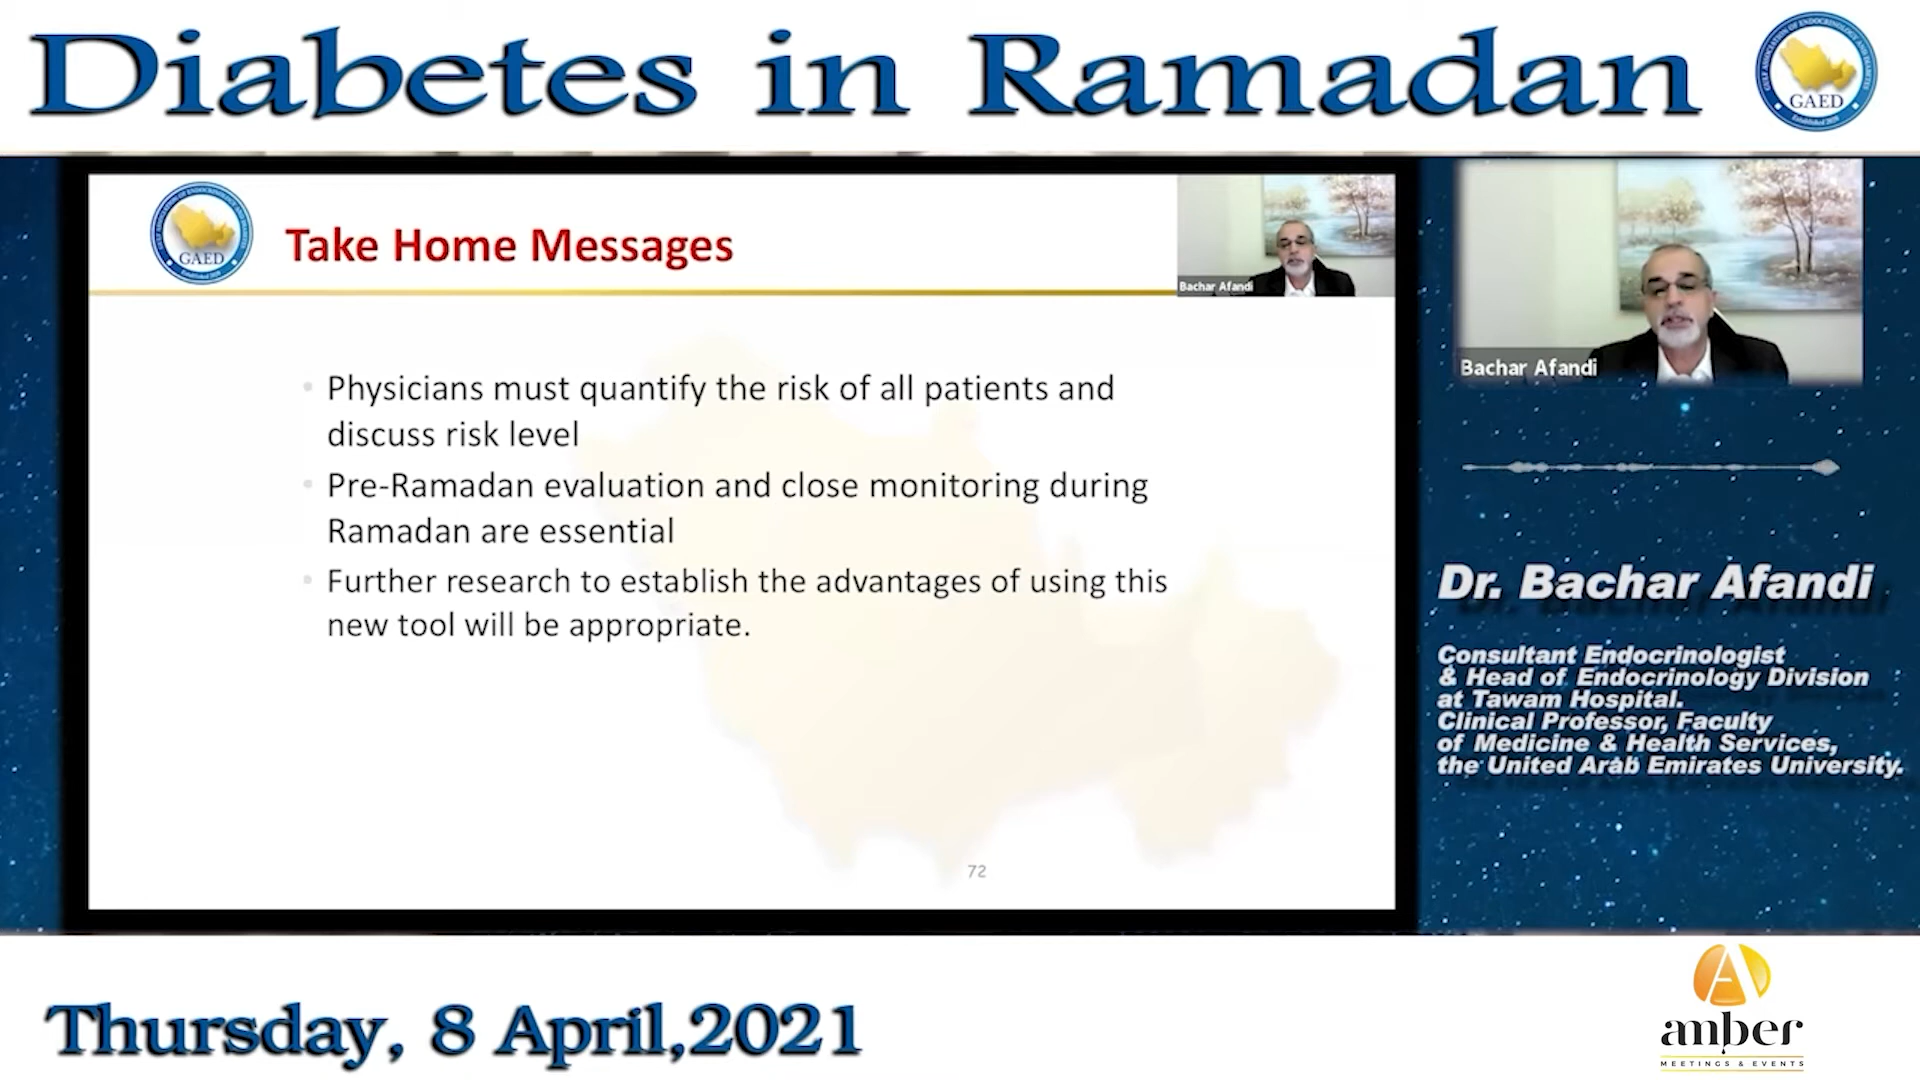 Diabetes in Ramadan
GAED
GAED
Take Home Messages
Bachar Afandi
Physicians must quantify the risk of all patients and
discuss risk level
Pre-Ramadan evaluation and close monitoring during
Ramadan are essential
Further research to establish the advantages of using this
new tool will be appropriate.
72
Bachar Afandi
Dr. Bachar Afandi
Consultant Endocrinologist
& Head of Endocrinology Division
at Tawam Hospital.
Clinical Professor, Faculty
of Medicine & Health Services,
the United Arab Emirates University.
Thursday, 8 April,2021
amber
MEETINGS & EVENTS